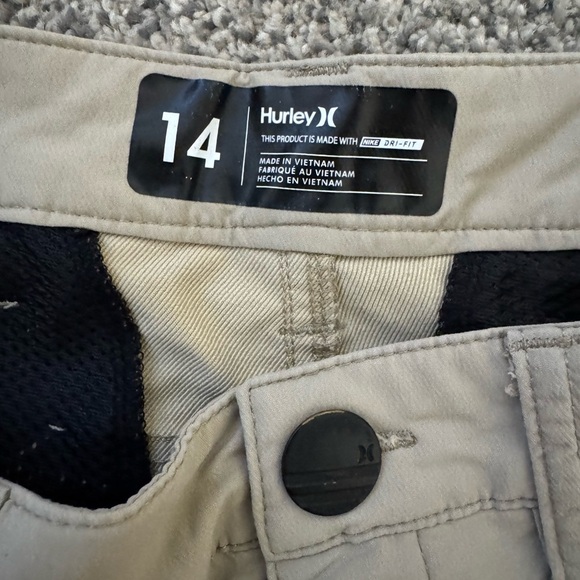 14
Hurley
THIS PRODUCT IS MADE WITH NIKE DRI-FIT
MADE IN VIETNAM
FABRIQUÉ AU VIETNAM
HECHO EN VIETNAM